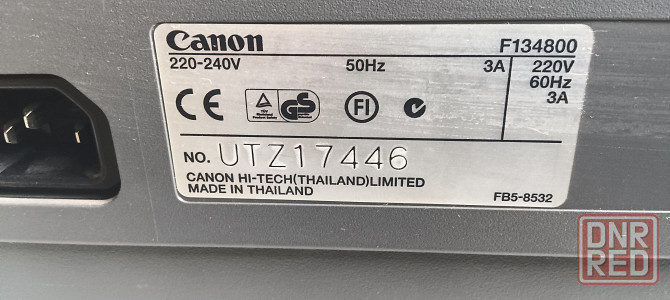 Canon F134800
220-240V 50Hz 3A 220V
60Hz
3A
CE GS FI
NO. UTZ17446
CANON HI-TECH(THAILAND)LIMITED
MADE IN THAILAND FB5-8532
DNR
RED